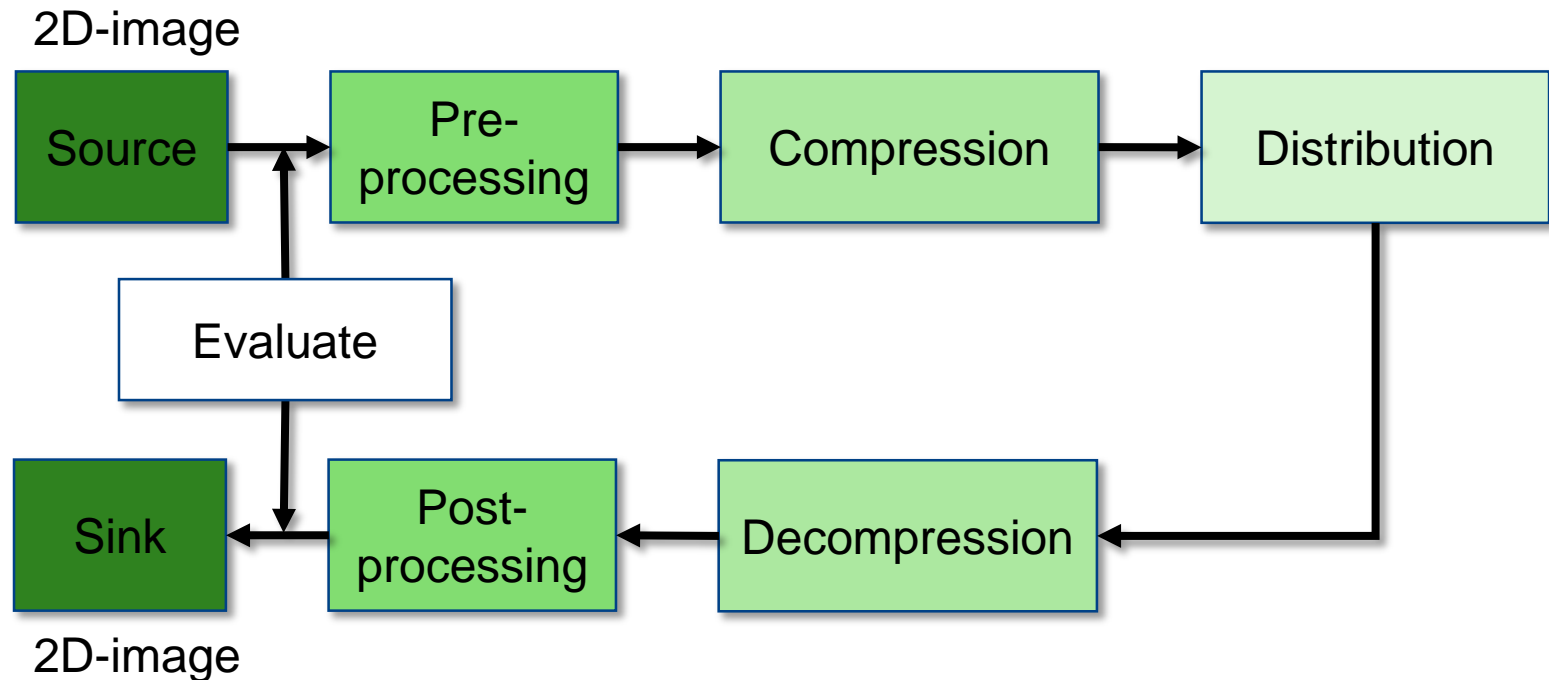 2D-image
Source
Pre-
processing
Compression
Distribution
Evaluate
Sink
Post-
processing
Decompression
2D-image